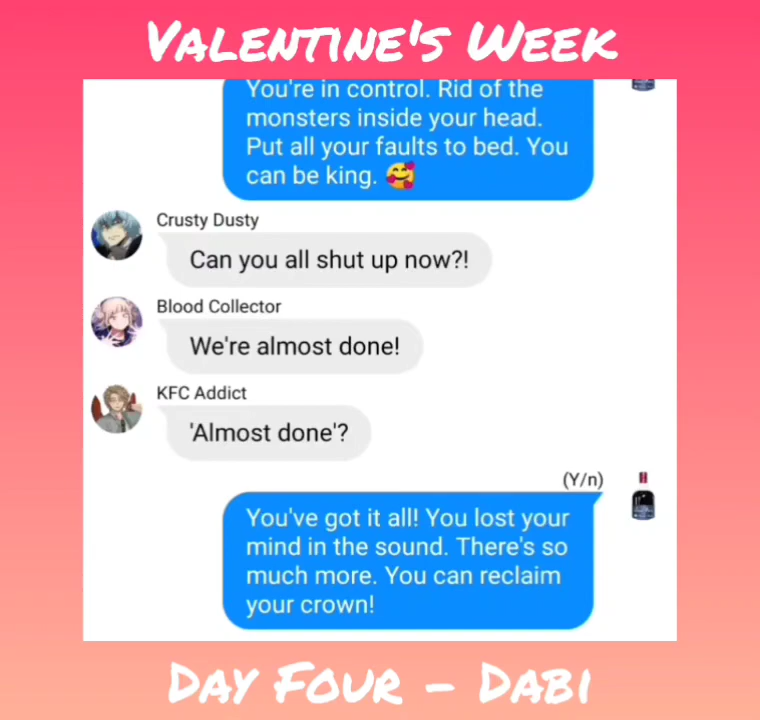 VALENTINE'S WEEK
You're in control. Rid of the
monsters inside your head.
Put all your faults to bed. You
can be king. 🥰
Crusty Dusty
Can you all shut up now?!
Blood Collector
We're almost done!
KFC Addict
'Almost done'?
(Y/n)
You've got it all! You lost your
mind in the sound. There's so
much more. You can reclaim
your crown!
DAY FOUR - DABI